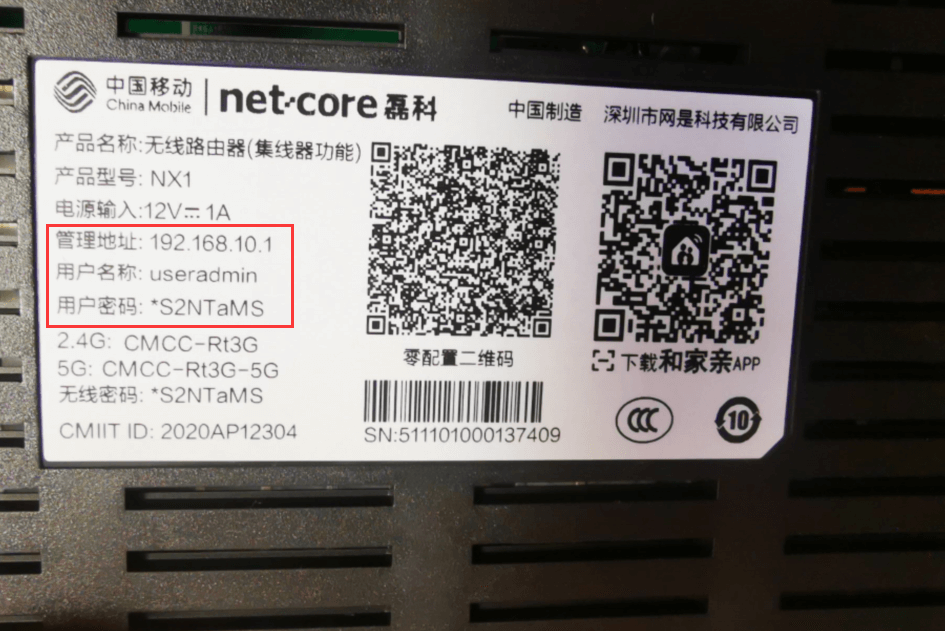 中国移动
China Mobile
net-core磊科
中国制造
深圳市网是科技有限公司
产品名称:无线路由器(集线器功能)
产品型号: NX1
电源输入:12V⎓1A
管理地址: 192.168.10.1
用户名称: useradmin
用户密码: *S2NTaMS
2.4G: CMCC-Rt3G
5G: CMCC-Rt3G-5G
无线密码: *S2NTaMS
CMIIT ID: 2020AP12304
零配置二维码
SN:511101000137409
下载和家亲APP
CCC
10